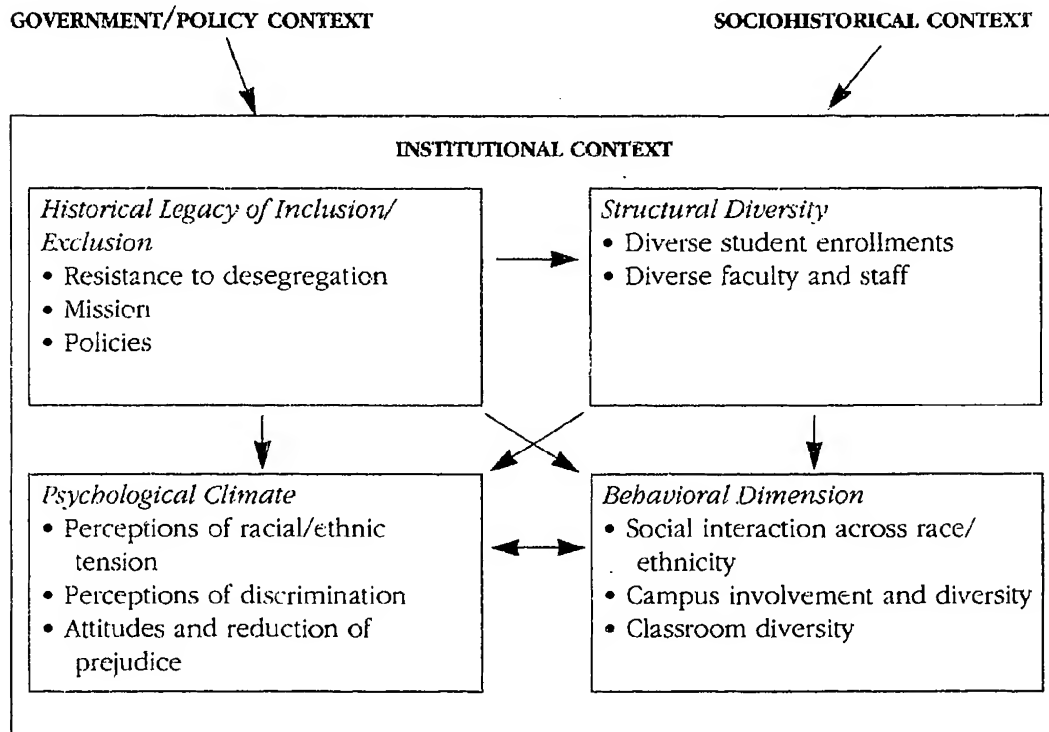 GOVERNMENT/POLICY CONTEXT
SOCIOHISTORICAL CONTEXT
INSTITUTIONAL CONTEXT
Historical Legacy of Inclusion/
Exclusion
• Resistance to desegregation
• Mission
• Policies
Structural Diversity
• Diverse student enrollments
• Diverse faculty and staff
Psychological Climate
• Perceptions of racial/ethnic
tension
• Perceptions of discrimination
• Attitudes and reduction of
prejudice
Behavioral Dimension
• Social interaction across race/
ethnicity
• Campus involvement and diversity
• Classroom diversity